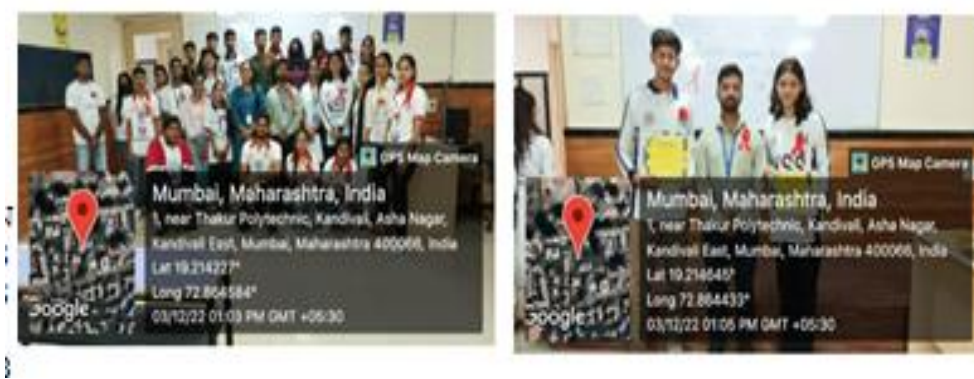 GPS Map Camera
Mumbai, Maharashtra, India
1, near Thakur Polytechnic, Kandivali, Asha Nagar,
Kandivali East, Mumbai, Maharashtra 400066, India
Lat 19.214227°
Long 72.864584°
03/12/22 01:03 PM GMT +05:30
Google
GPS Map Camera
Mumbai, Maharashtra, India
1, near Thakur Polytechnic, Kandivali, Asha Nagar,
Kandivali East, Mumbai, Maharashtra 400066, India
Lat 19.214645°
Long 72.864433°
03/12/22 01:05 PM GMT +05:30
Google